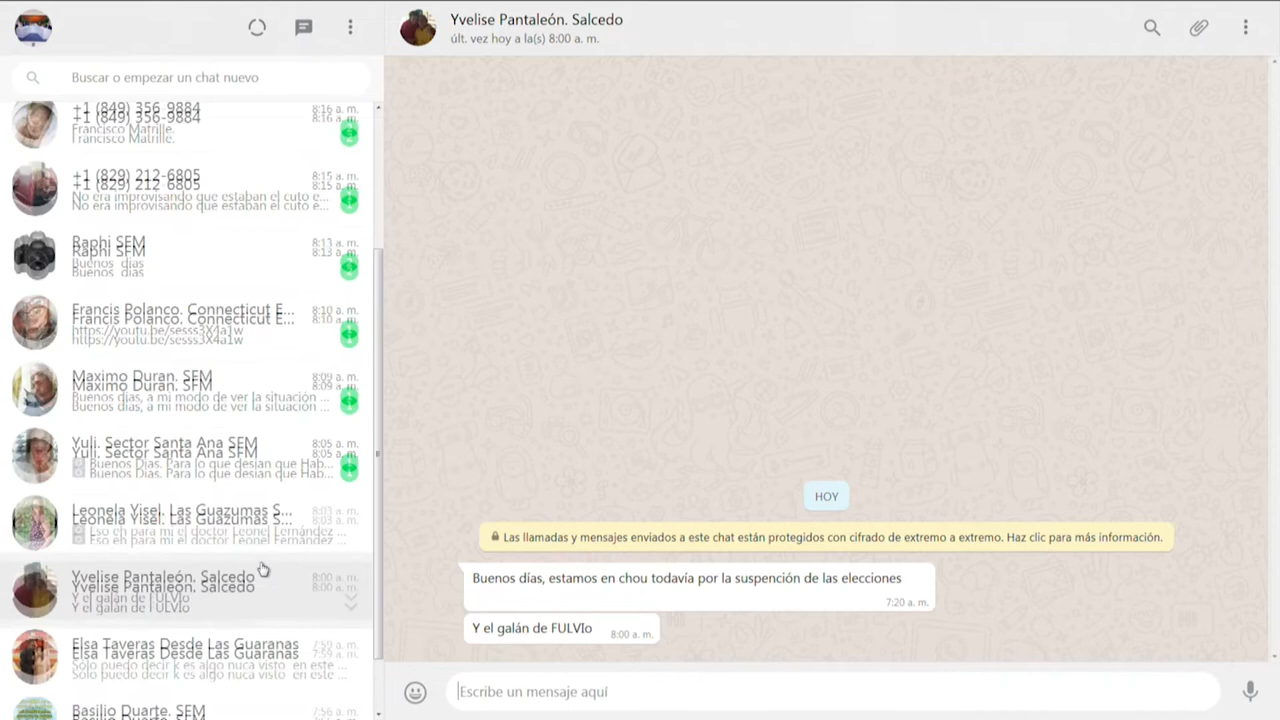 Yvelise Pantaleón. Salcedo
últ. vez hoy a la(s) 8:00 a. m.
Buscar o empezar un chat nuevo
+1 (849) 356-9884
8:16 a. m.
Francisco Matrille.
+1 (829) 212-6805
8:15 a. m.
No era improvisando que estaban el cuto e...
Raphi SFM
8:13 a. m.
Buenos días
Francis Polanco. Connecticut E...
8:10 a. m.
https://youtu.be/sesss3X4a1w
Maximo Duran. SFM
8:09 a. m.
Buenos días, a mi modo de ver la situación ...
Yuli. Sector Santa Ana SFM
8:05 a. m.
Buenos Dias. Para lo que desian que Hab...
Leonela Yisel. Las Guazumas S...
8:03 a. m.
Eso eh para mi el doctor Leonel Fernández ...
Yvelise Pantaleón. Salcedo
8:00 a. m.
Y el galán de FULVIo
Elsa Taveras Desde Las Guaranas
7:59 a. m.
Solo puedo decir k es algo nuca visto en este ...
Basilio Duarte. SFM
7:56 a. m.
HOY
Las llamadas y mensajes enviados a este chat están protegidos con cifrado de extremo a extremo. Haz clic para más información.
Buenos días, estamos en chou todavía por la suspención de las elecciones
7:20 a. m.
Y el galán de FULVIo
8:00 a. m.
Escribe un mensaje aquí